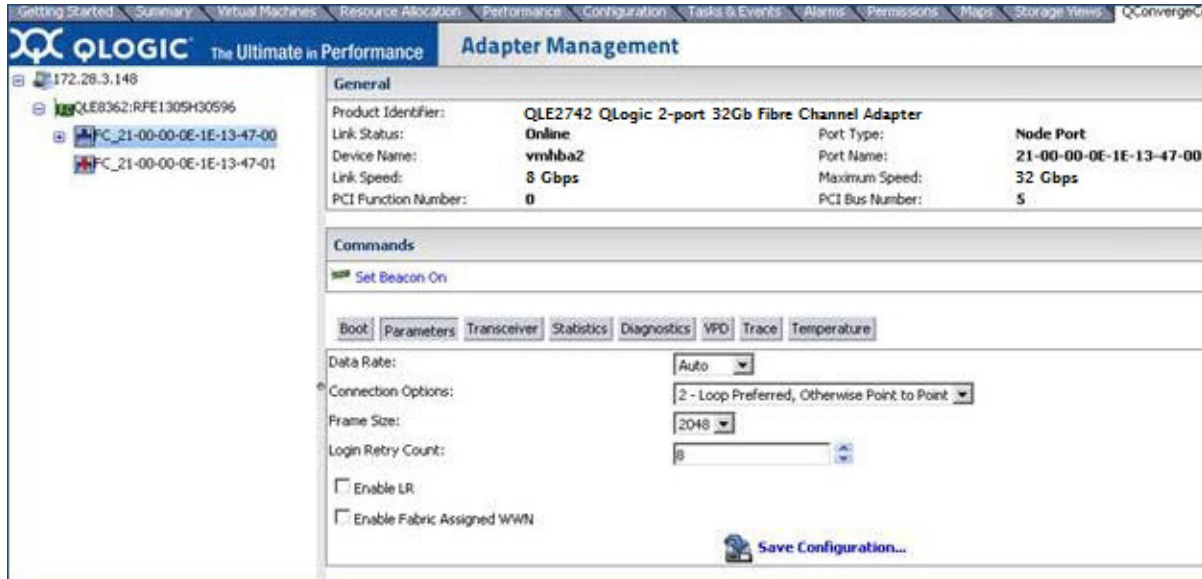 Getting Started Summary Virtual Machines Resource Allocation Performance Configuration Tasks & Events Alarms Permissions Maps Storage Views QConvergeC
QLOGIC The Ultimate in Performance Adapter Management
172.28.3.148
QLE8362:RFE1305H30596
FC_21-00-00-0E-1E-13-47-00
FC_21-00-00-0E-1E-13-47-01
General
Product Identifier: QLE2742 QLogic 2-port 32Gb Fibre Channel Adapter
Link Status: Online Port Type: Node Port
Device Name: vmhba2 Port Name: 21-00-00-0E-1E-13-47-00
Link Speed: 8 Gbps Maximum Speed: 32 Gbps
PCI Function Number: 0 PCI Bus Number: 5
Commands
Set Beacon On
Boot Parameters Transceiver Statistics Diagnostics VPD Trace Temperature
Data Rate: Auto
Connection Options: 2 - Loop Preferred, Otherwise Point to Point
Frame Size: 2048
Login Retry Count: 8
Enable LR
Enable Fabric Assigned WWN
Save Configuration...